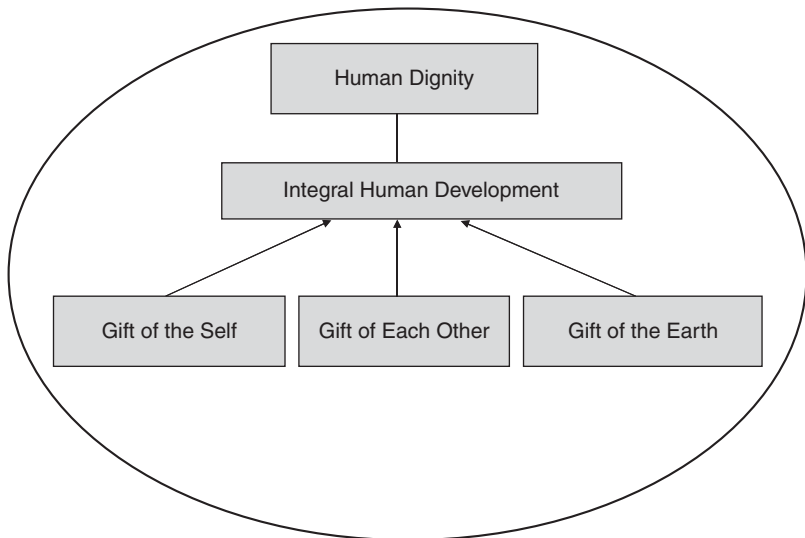 Human Dignity
Integral Human Development
Gift of the Self
Gift of Each Other
Gift of the Earth